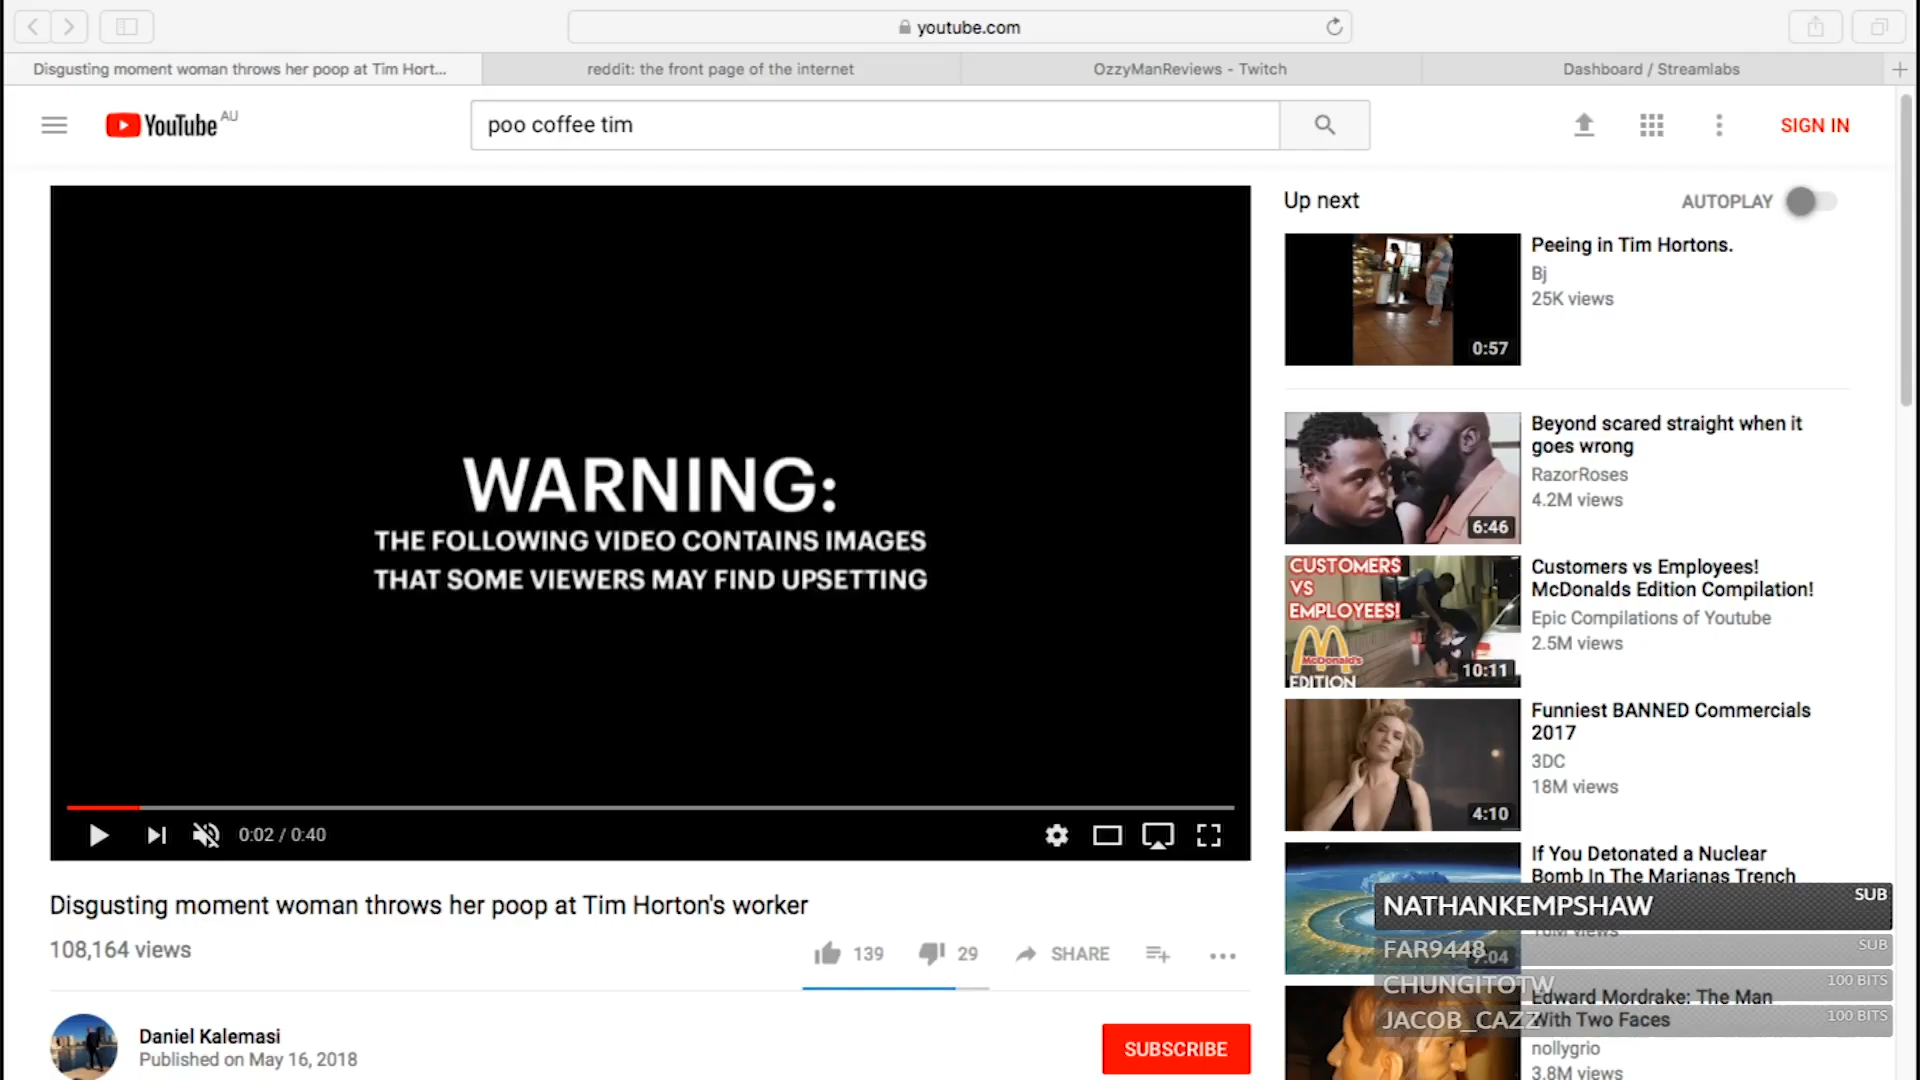 youtube.com
Disgusting moment woman throws her poop at Tim Hort...
reddit: the front page of the internet
OzzyManReviews - Twitch
Dashboard / Streamlabs
YouTube AU
poo coffee tim
SIGN IN
WARNING:
THE FOLLOWING VIDEO CONTAINS IMAGES
THAT SOME VIEWERS MAY FIND UPSETTING
0:02 / 0:40
Disgusting moment woman throws her poop at Tim Horton's worker
108,164 views
139
29
SHARE
Daniel Kalemasi
Published on May 16, 2018
SUBSCRIBE
Up next
AUTOPLAY
0:57
Peeing in Tim Hortons.
Bj
25K views
6:46
Beyond scared straight when it
goes wrong
RazorRoses
4.2M views
CUSTOMERS
VS
EMPLOYEES!
McDonald's
EDITION
10:11
Customers vs Employees!
McDonalds Edition Compilation!
Epic Compilations of Youtube
2.5M views
4:10
Funniest BANNED Commercials
2017
3DC
18M views
If You Detonated a Nuclear
Bomb In The Marianas Trench
NATHANKEMPSHAW SUB
FAR9448 SUB
7:04
CHUNGITOTW 100 BITS
JACOB_CAZZ 100 BITS
Edward Mordrake: The Man
With Two Faces
nollygrio
3.8M views